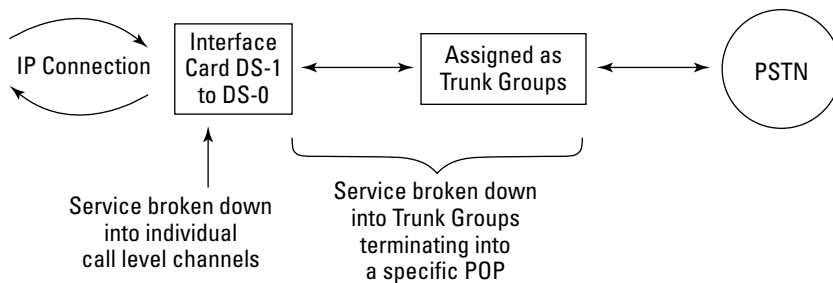 IP Connection
Interface
Card DS-1
to DS-0
Assigned as
Trunk Groups
PSTN
Service broken down
into individual
call level channels
Service broken down
into Trunk Groups
terminating into
a specific POP